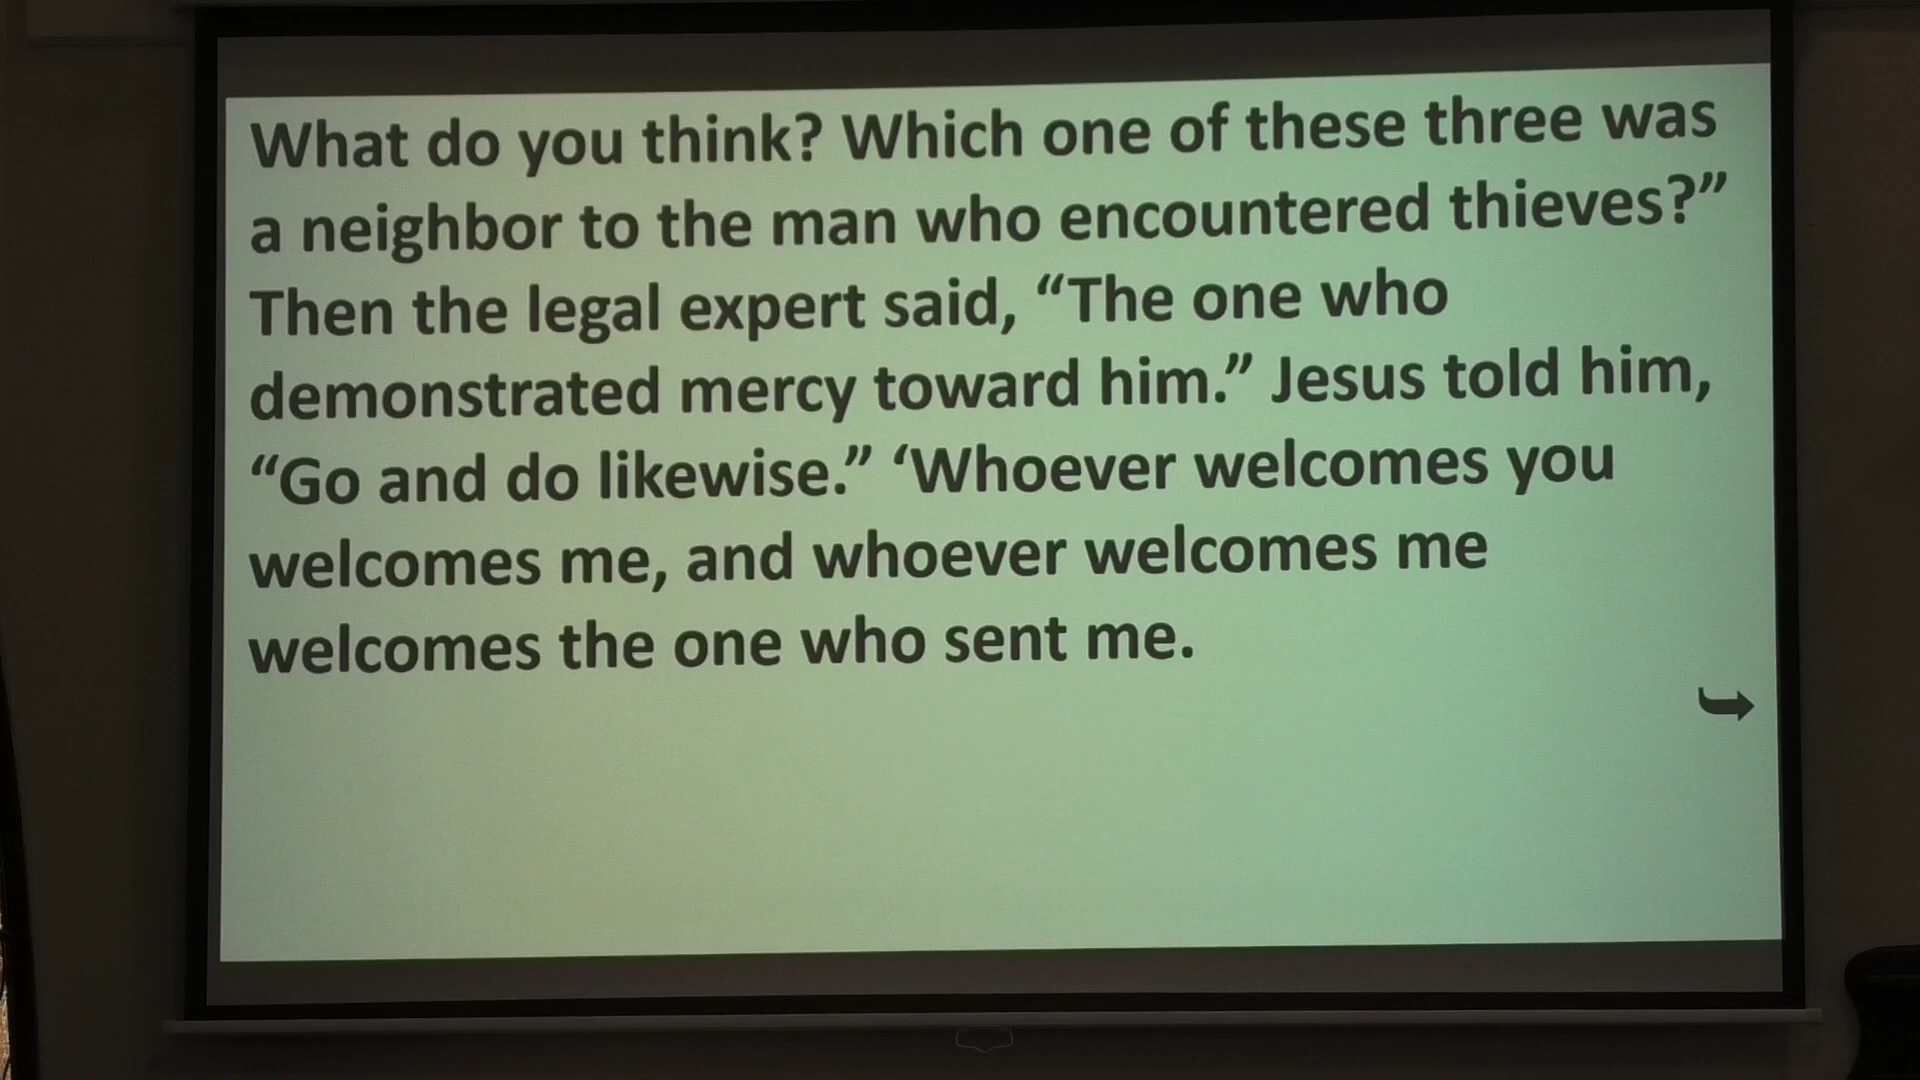 What do you think? Which one of these three was
a neighbor to the man who encountered thieves?”
Then the legal expert said, “The one who
demonstrated mercy toward him.” Jesus told him,
“Go and do likewise.” ‘Whoever welcomes you
welcomes me, and whoever welcomes me
welcomes the one who sent me.